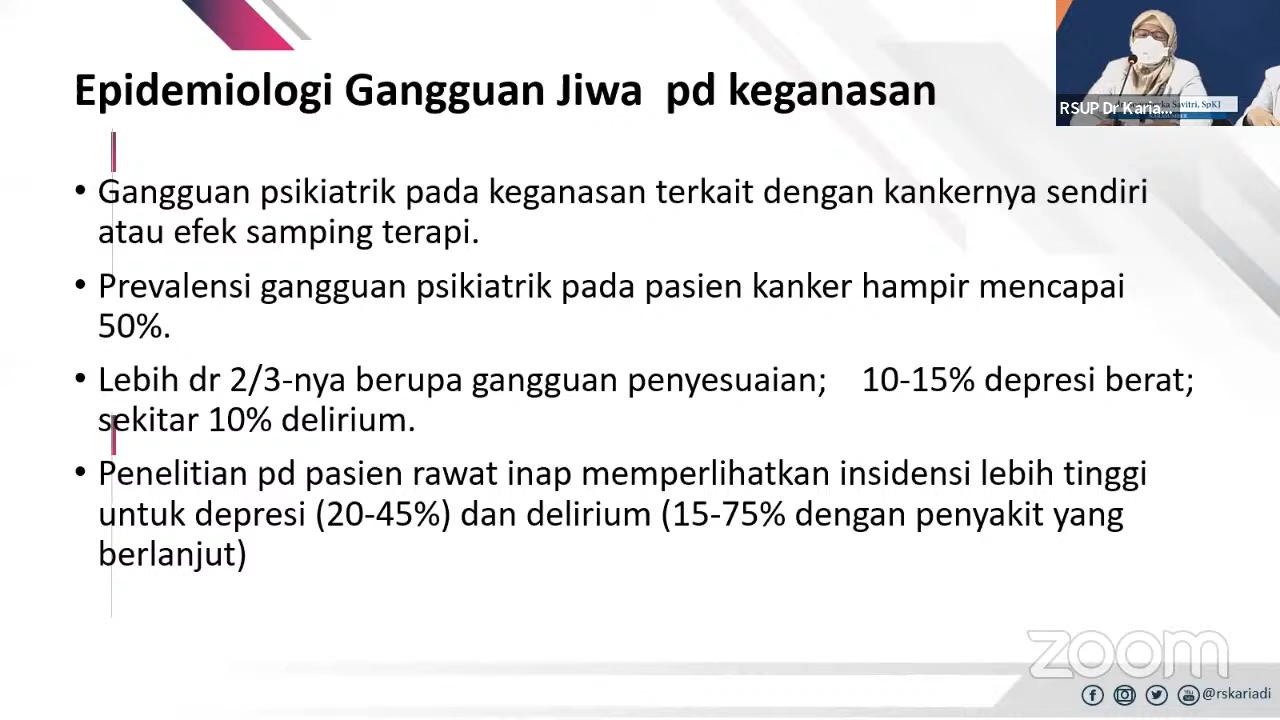 Epidemiologi Gangguan Jiwa pd keganasan
RSUP Dr Karia...
Savitri, SpKJ
NARASUMBER
• Gangguan psikiatrik pada keganasan terkait dengan kankernya sendiri
atau efek samping terapi.
• Prevalensi gangguan psikiatrik pada pasien kanker hampir mencapai
50%.
• Lebih dr 2/3-nya berupa gangguan penyesuaian; 10-15% depresi berat;
sekitar 10% delirium.
• Penelitian pd pasien rawat inap memperlihatkan insidensi lebih tinggi
untuk depresi (20-45%) dan delirium (15-75% dengan penyakit yang
berlanjut)
zoom
@rskariadi